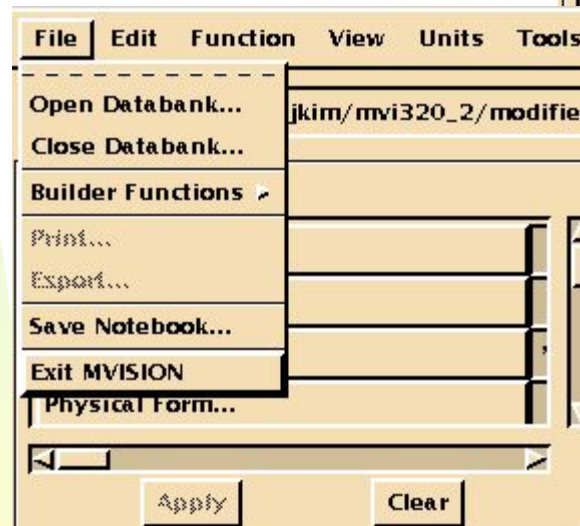 File Edit Function View Units Tools
Open Databank...
jkim/mvi320_2/modifie
Close Databank...
Builder Functions
Print...
Export...
Save Notebook...
Exit MVISION
Physical Form...
Apply Clear